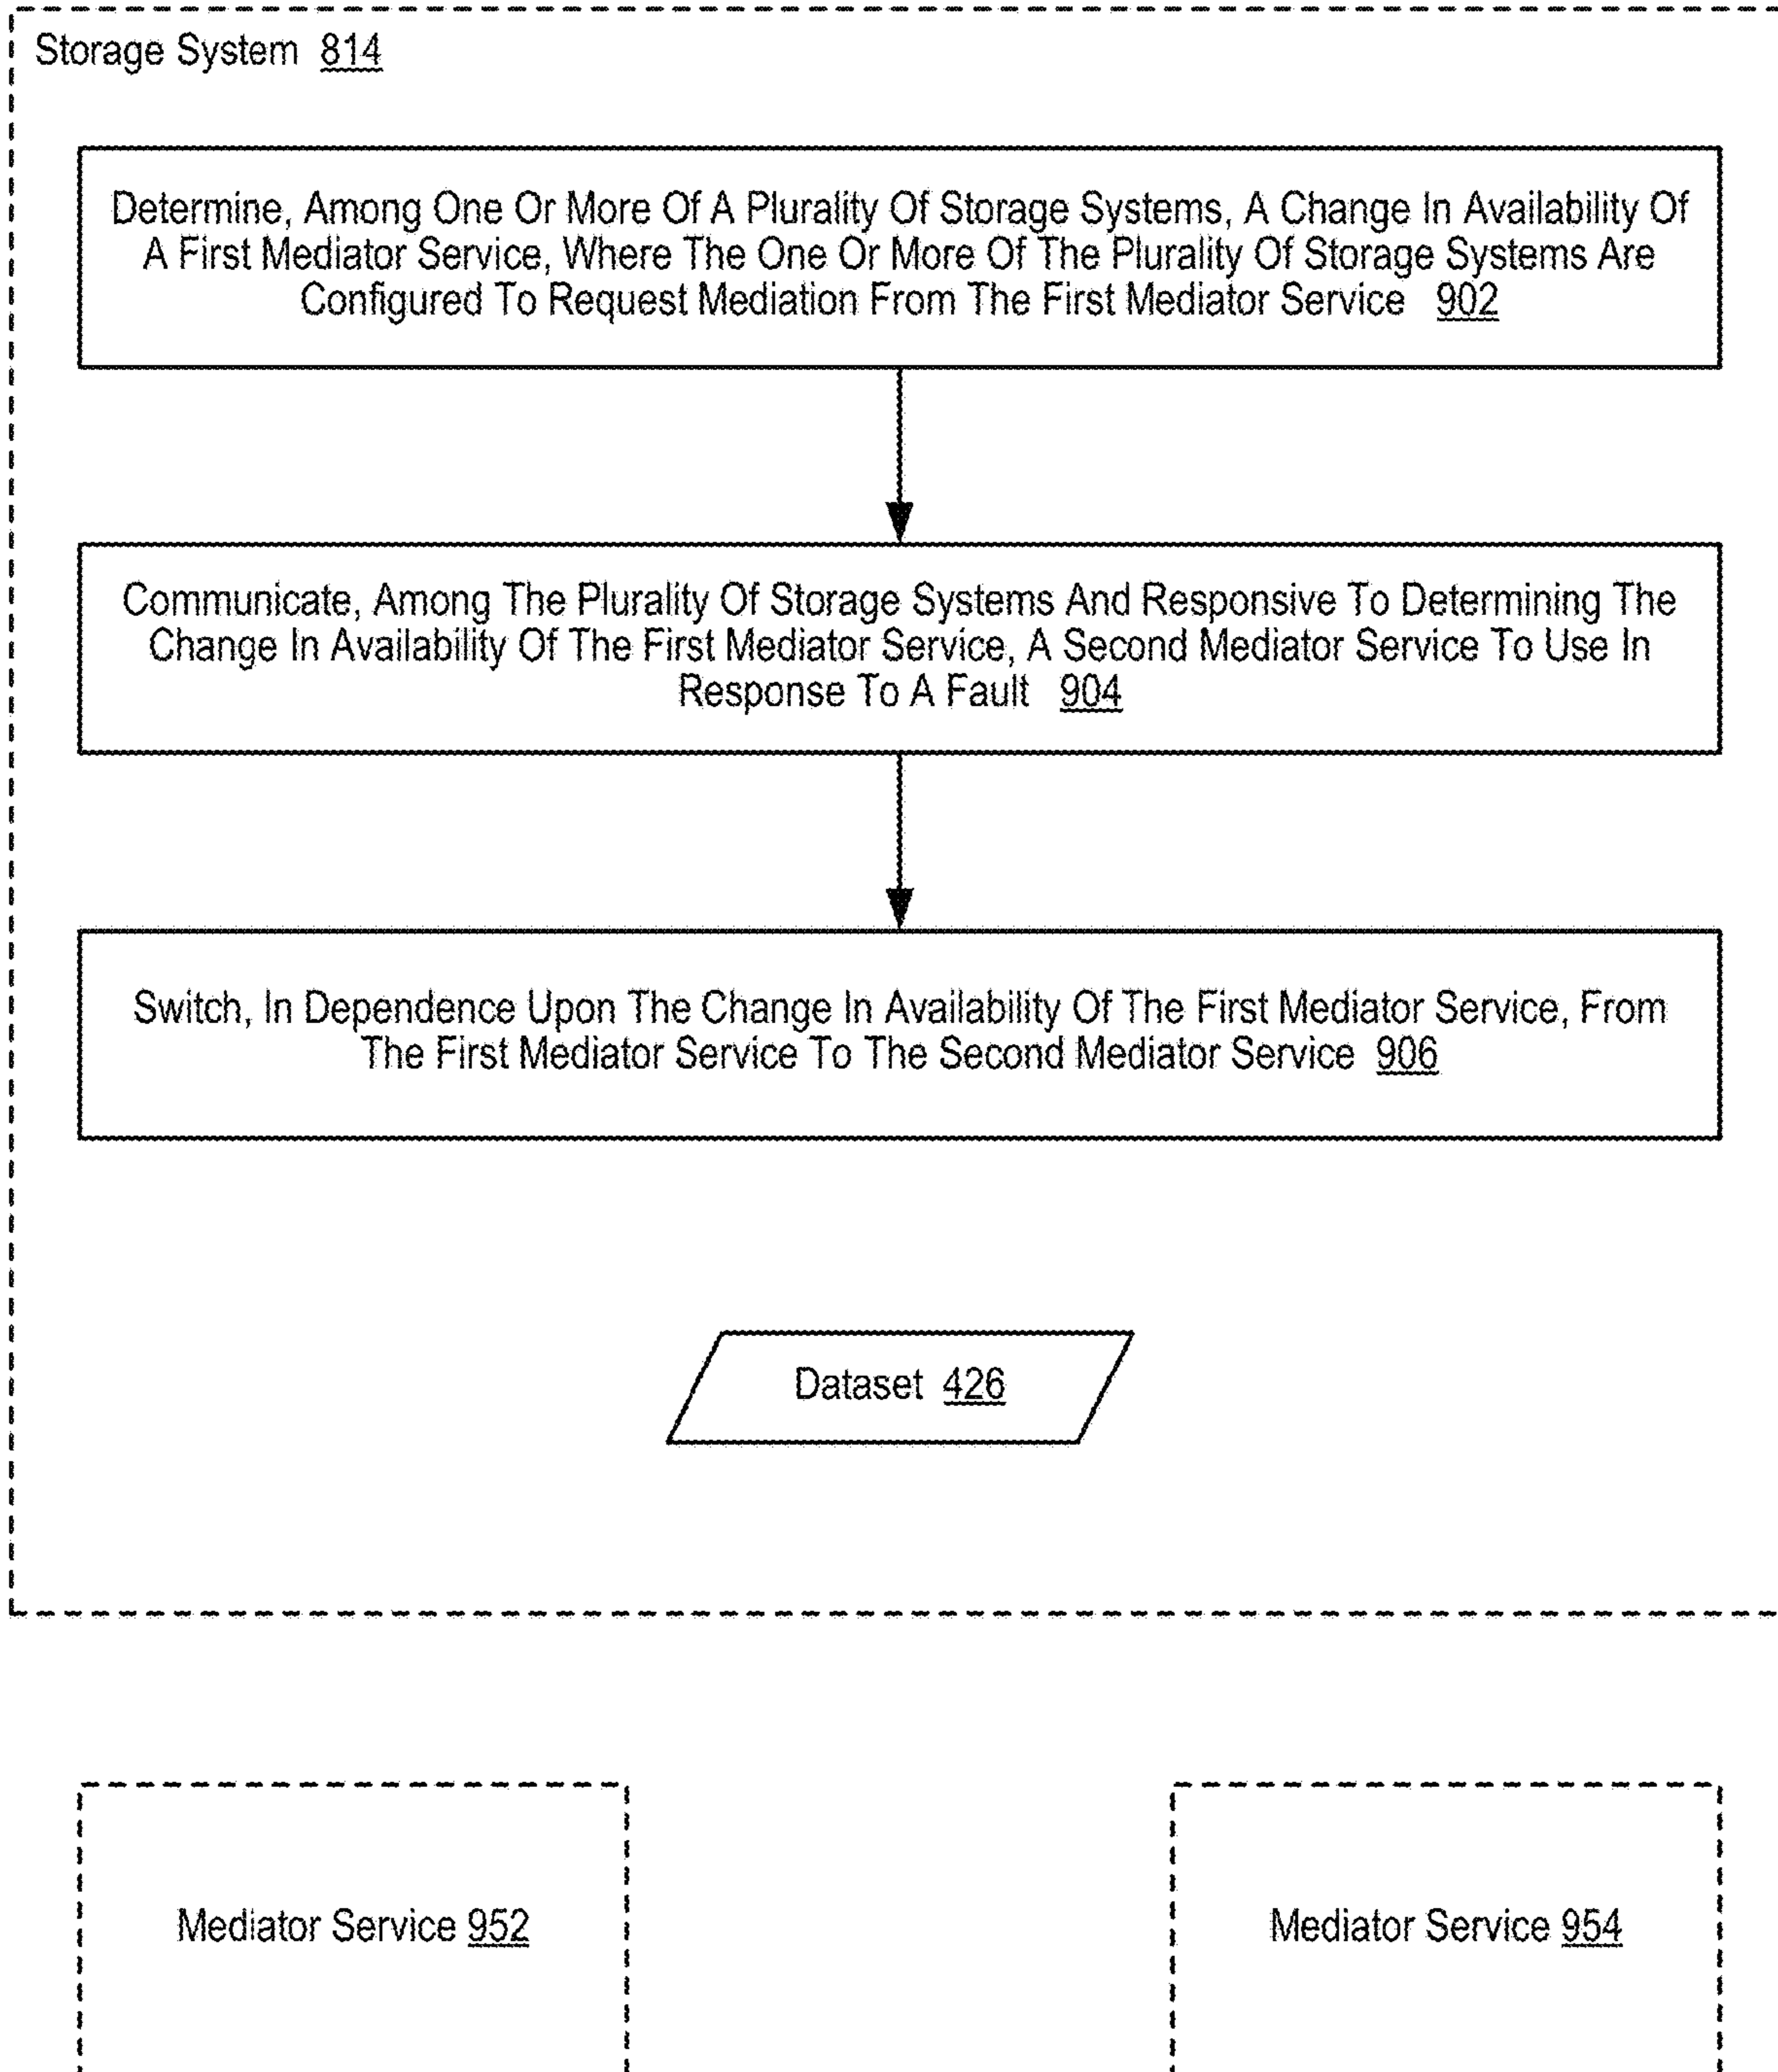 Storage System 814
Determine, Among One Or More Of A Plurality Of Storage Systems, A Change In Availability Of
A First Mediator Service, Where The One Or More Of The Plurality Of Storage Systems Are
Configured To Request Mediation From The First Mediator Service 902
Communicate, Among The Plurality Of Storage Systems And Responsive To Determining The
Change In Availability Of The First Mediator Service, A Second Mediator Service To Use In
Response To A Fault 904
Switch, In Dependence Upon The Change In Availability Of The First Mediator Service, From
The First Mediator Service To The Second Mediator Service 906
Dataset 426
Mediator Service 952
Mediator Service 954